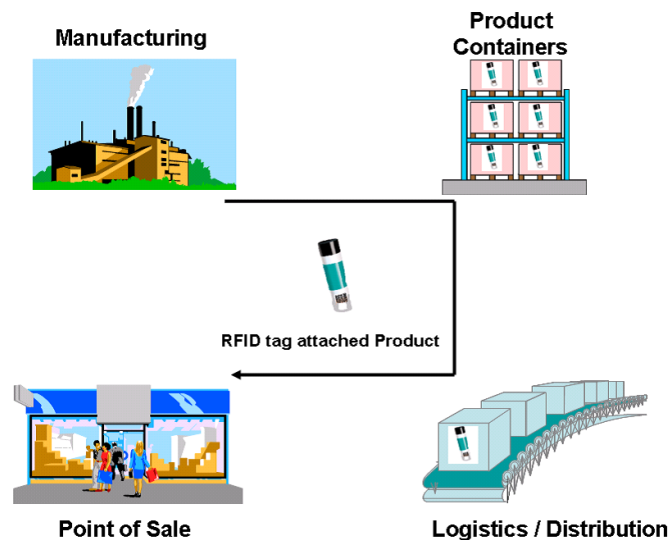 Manufacturing
Product
Containers
RFID tag attached Product
Point of Sale
Logistics / Distribution